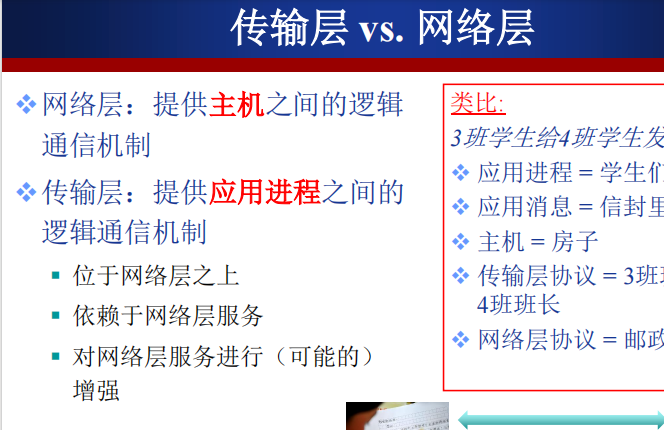 传输层 vs. 网络层
网络层：提供主机之间的逻辑
通信机制
传输层：提供应用进程之间的
逻辑通信机制
位于网络层之上
依赖于网络层服务
对网络层服务进行（可能的）
增强
类比:
3班学生给4班学生发
应用进程 = 学生们
应用消息 = 信封里
主机 = 房子
传输层协议 = 3班
4班班长
网络层协议 = 邮政